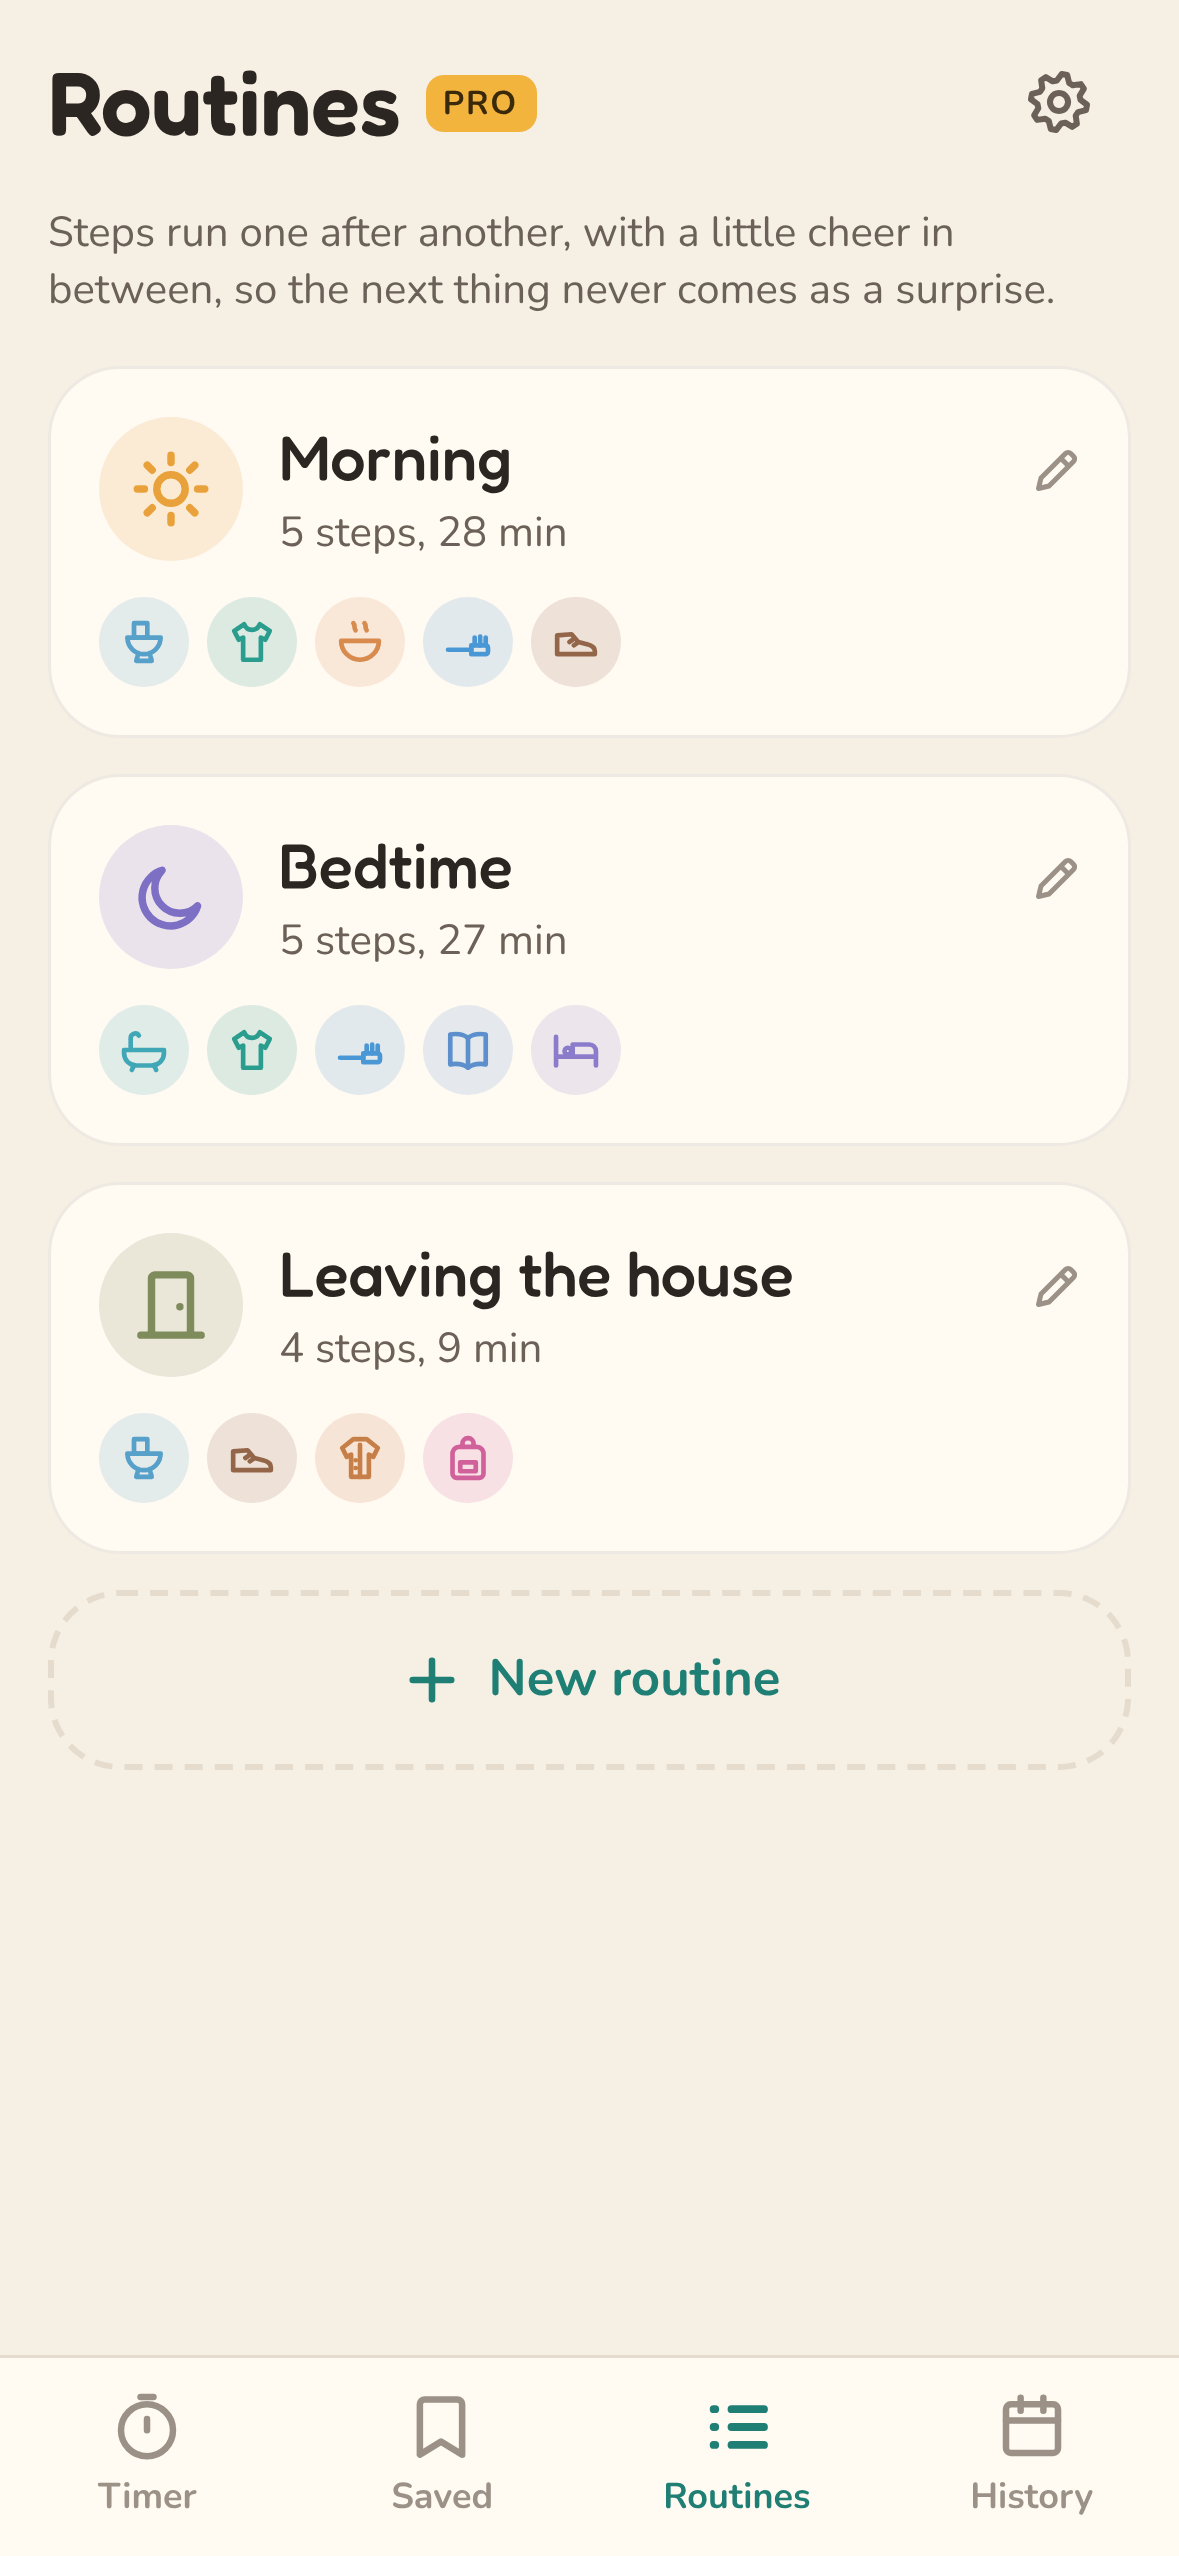 Routines PRO
Steps run one after another, with a little cheer in
between, so the next thing never comes as a surprise.
Morning
5 steps, 28 min
Bedtime
5 steps, 27 min
Leaving the house
4 steps, 9 min
New routine
Timer Saved Routines History